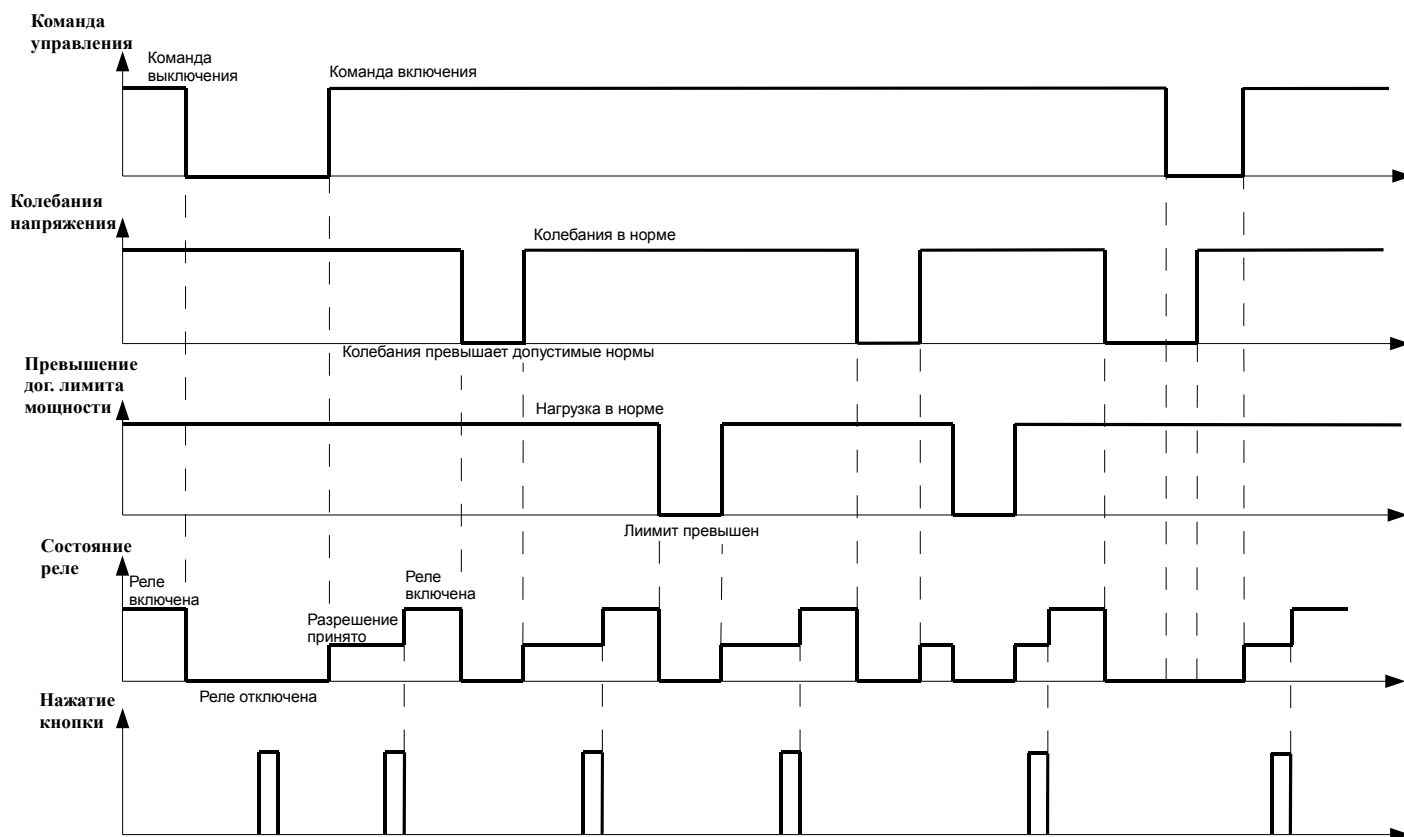 Команда
управления
Команда
выключения
Команда включения
Колебания
напряжения
Колебания в норме
Колебания превышает допустимые нормы
Превышение
дог. лимита
мощности
Нагрузка в норме
Лиимит превышен
Состояние
реле
Реле
включена
Реле
включена
Разрешение
принято
Реле отключена
Нажатие
кнопки